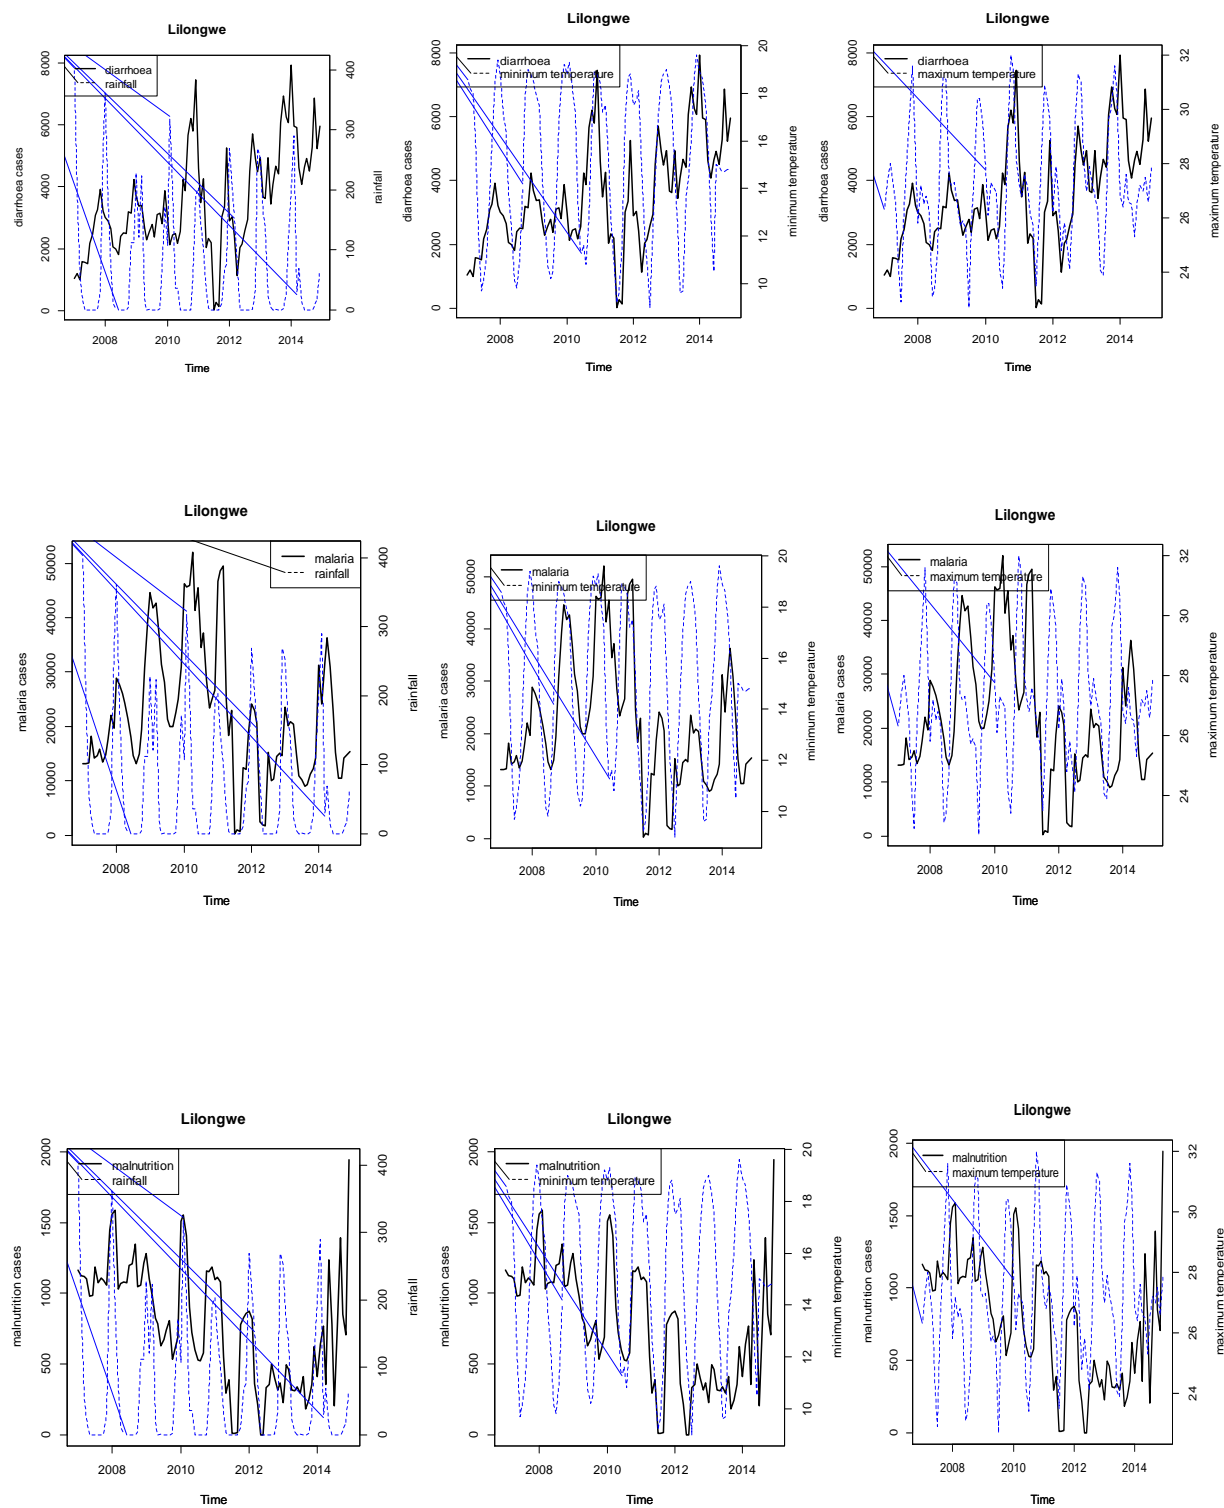 Lilongwe
diarrhoea
rainfall
diarrhoea cases
0 2000 4000 6000 8000
rainfall
0 100 200 300 400
2008 2010 2012 2014
Time
Lilongwe
diarrhoea
minimum temperature
diarrhoea cases
0 2000 4000 6000 8000
minimum temperature
10 12 14 16 18 20
2008 2010 2012 2014
Time
Lilongwe
diarrhoea
maximum temperature
diarrhoea cases
0 2000 4000 6000 8000
maximum temperature
24 26 28 30 32
2008 2010 2012 2014
Time
Lilongwe
malaria
rainfall
malaria cases
0 10000 20000 30000 40000 50000
rainfall
0 100 200 300 400
2008 2010 2012 2014
Time
Lilongwe
malaria
minimum temperature
malaria cases
0 10000 20000 30000 40000 50000
minimum temperature
10 12 14 16 18 20
2008 2010 2012 2014
Time
Lilongwe
malaria
maximum temperature
malaria cases
0 10000 20000 30000 40000 50000
maximum temperature
24 26 28 30 32
2008 2010 2012 2014
Time
Lilongwe
malnutrition
rainfall
malnutrition cases
0 500 1000 1500 2000
rainfall
0 100 200 300 400
2008 2010 2012 2014
Time
Lilongwe
malnutrition
minimum temperature
malnutrition cases
0 500 1000 1500 2000
minimum temperature
10 12 14 16 18 20
2008 2010 2012 2014
Time
Lilongwe
malnutrition
maximum temperature
malnutrition cases
0 500 1000 1500 2000
maximum temperature
24 26 28 30 32
2008 2010 2012 2014
Time